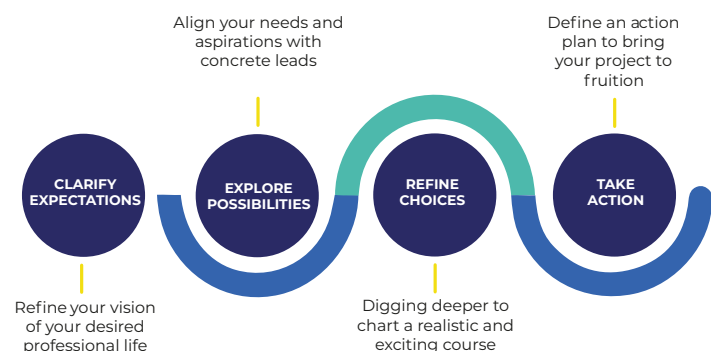 Align your needs and
aspirations with
concrete leads
Define an action
plan to bring
your project to
fruition
CLARIFY
EXPECTATIONS
EXPLORE
POSSIBILITIES
REFINE
CHOICES
TAKE
ACTION
Refine your vision
of your desired
professional life
Digging deeper to
chart a realistic and
exciting course